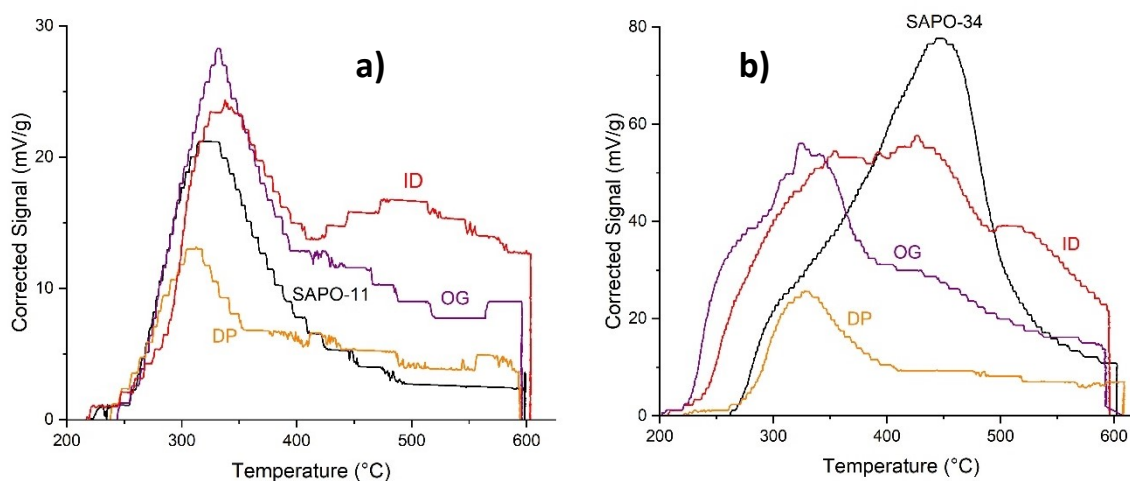 a)
30
20
10
0
Corrected Signal (mV/g)
ID
SAPO-11
OG
DP
200 300 400 500 600
Temperature (°C)
b)
SAPO-34
80
60
40
20
0
Corrected Signal (mV/g)
ID
OG
DP
200 300 400 500 600
Temperature (°C)